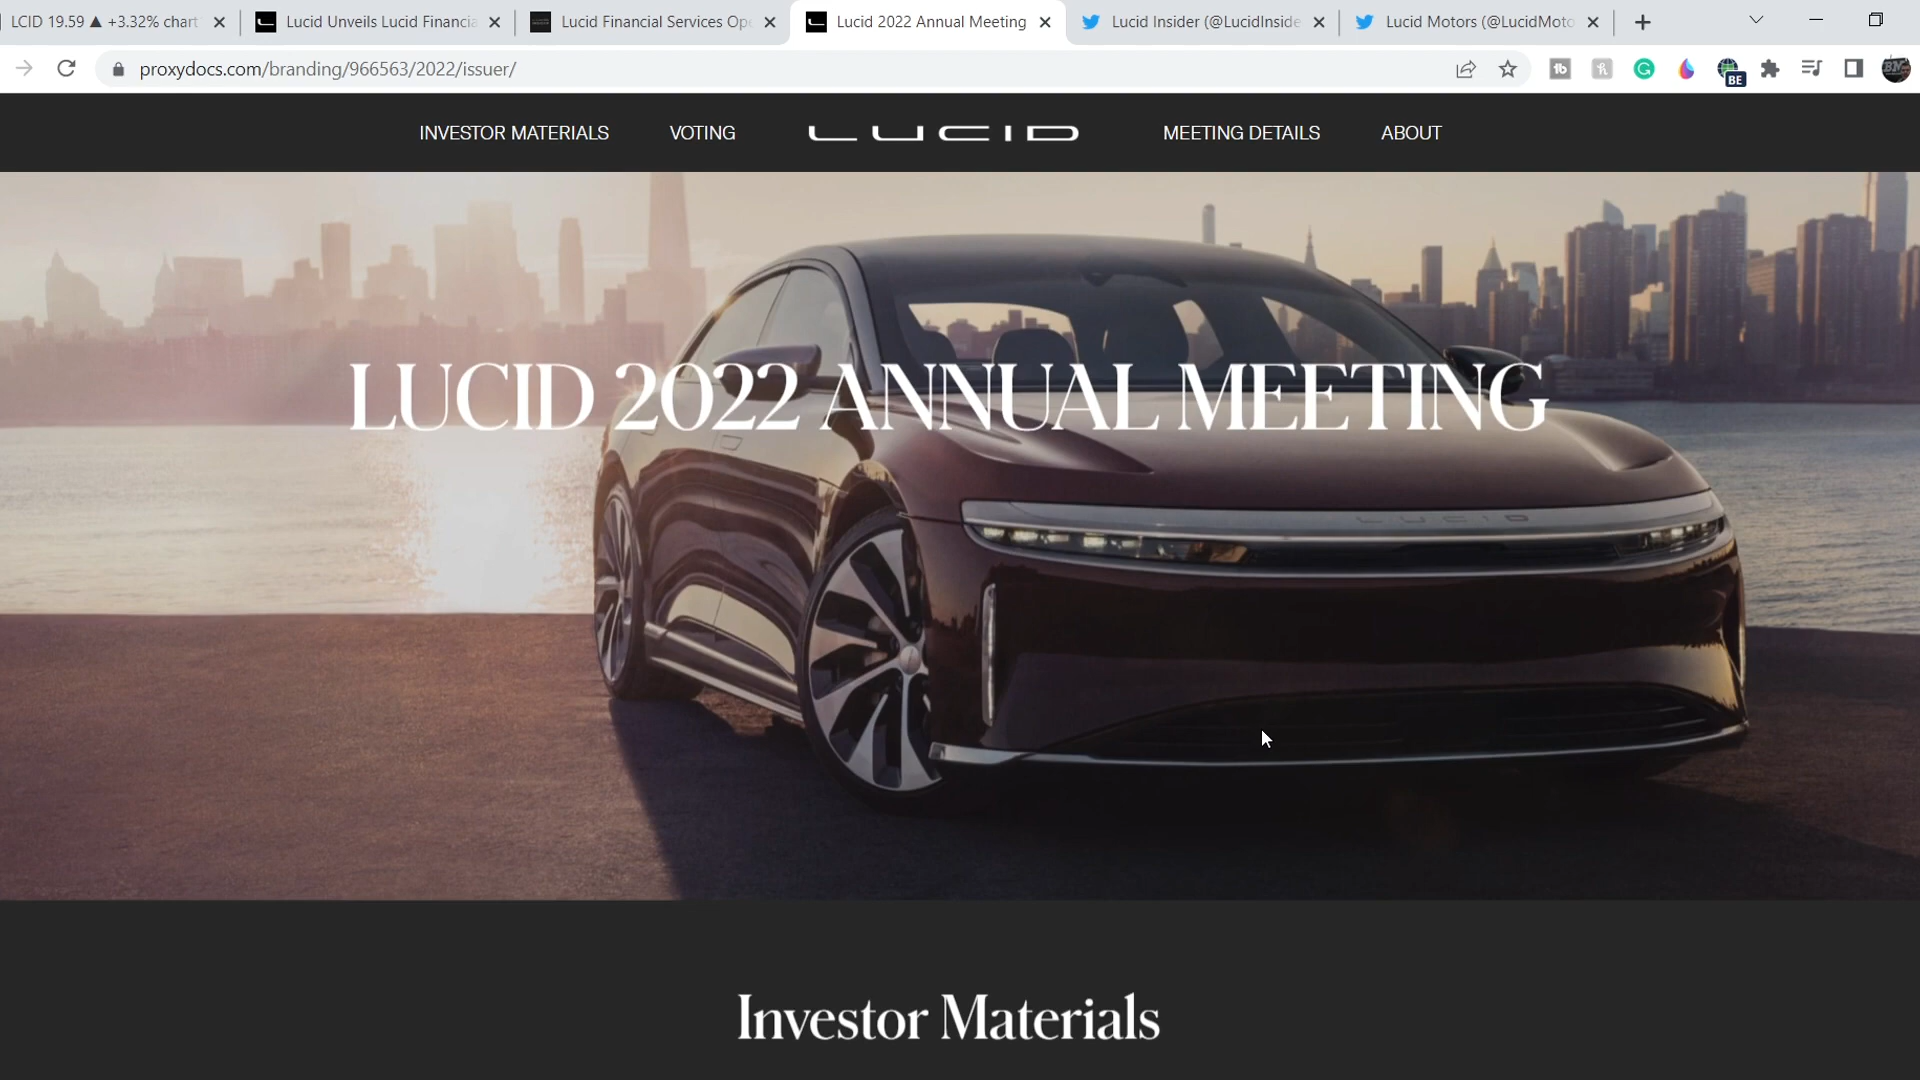 LCID 19.59 ▲ +3.32% chart
Lucid Unveils Lucid Financia
Lucid Financial Services Ope
Lucid 2022 Annual Meeting
Lucid Insider (@LucidInside
Lucid Motors (@LucidMoto
proxydocs.com/branding/966563/2022/issuer/
BE
INVESTOR MATERIALS
VOTING
LUCID
MEETING DETAILS
ABOUT
LUCID 2022 ANNUAL MEETING
LUCID
Investor Materials